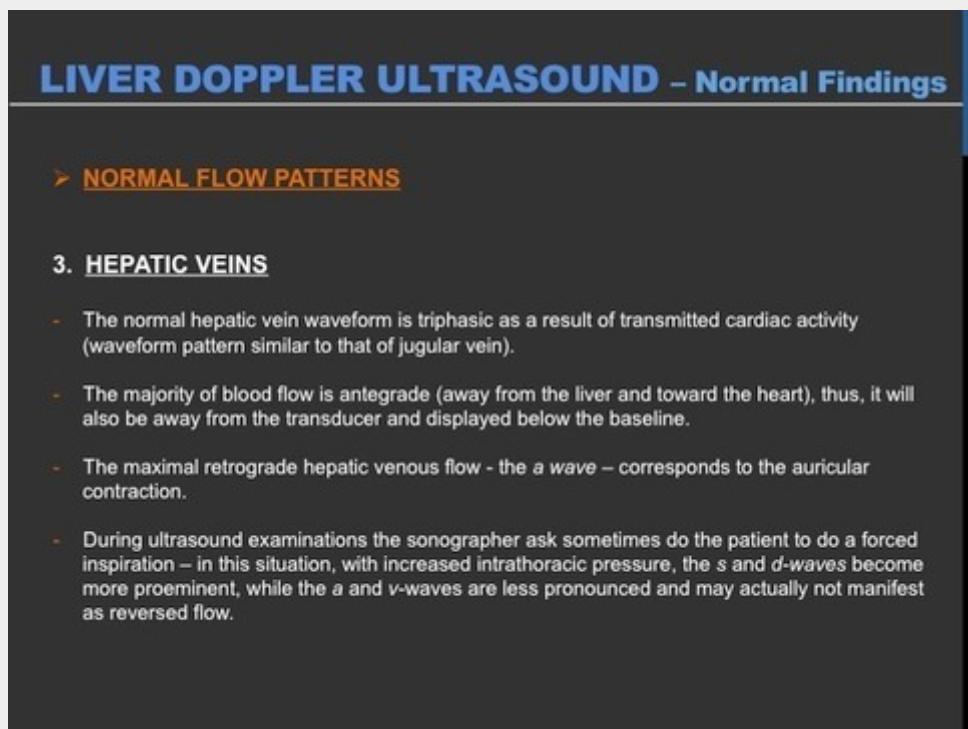 LIVER DOPPLER ULTRASOUND – Normal Findings
➢ NORMAL FLOW PATTERNS
3. HEPATIC VEINS
- The normal hepatic vein waveform is triphasic as a result of transmitted cardiac activity
(waveform pattern similar to that of jugular vein).
- The majority of blood flow is antegrade (away from the liver and toward the heart), thus, it will
also be away from the transducer and displayed below the baseline.
- The maximal retrograde hepatic venous flow - the a wave – corresponds to the auricular
contraction.
- During ultrasound examinations the sonographer ask sometimes do the patient to do a forced
inspiration – in this situation, with increased intrathoracic pressure, the s and d-waves become
more proeminent, while the a and v-waves are less pronounced and may actually not manifest
as reversed flow.